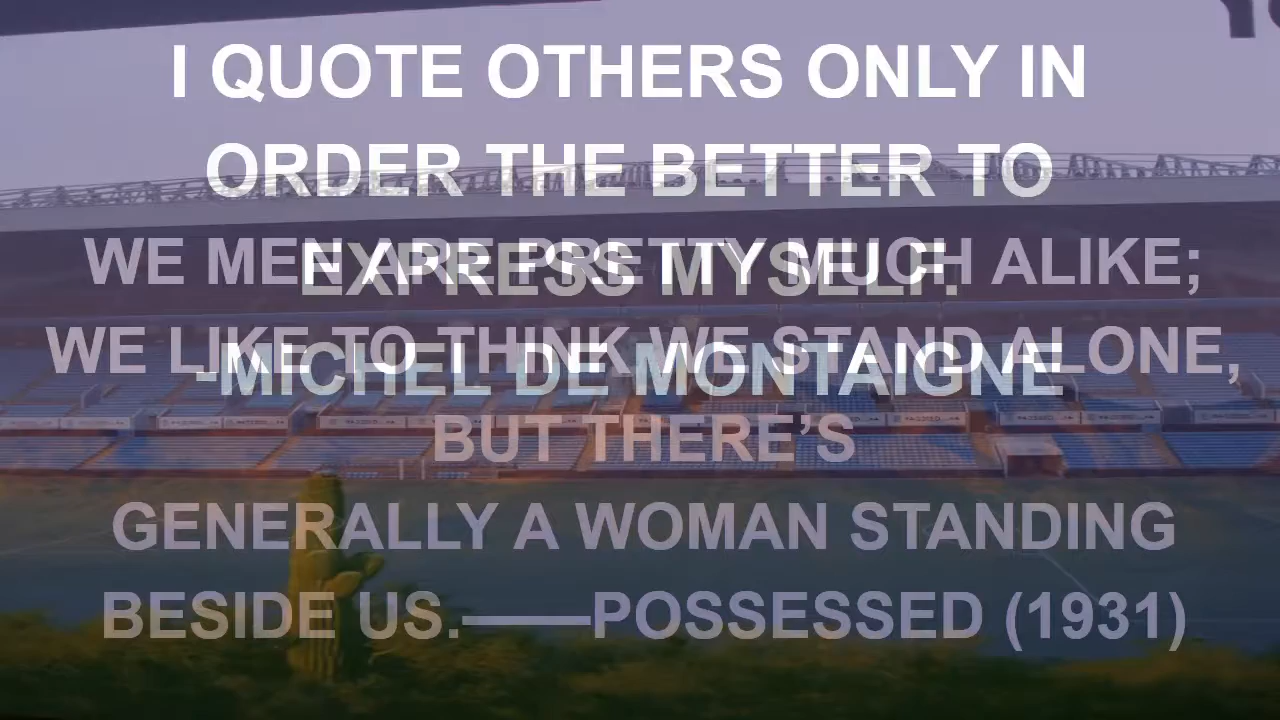 I QUOTE OTHERS ONLY IN
ORDER THE BETTER TO
EXPRESS MYSELF.
-MICHEL DE MONTAIGNE
WE MEN ARE PRETTY MUCH ALIKE;
WE LIKE TO THINK WE STAND ALONE,
BUT THERE’S
GENERALLY A WOMAN STANDING
BESIDE US.——POSSESSED (1931)